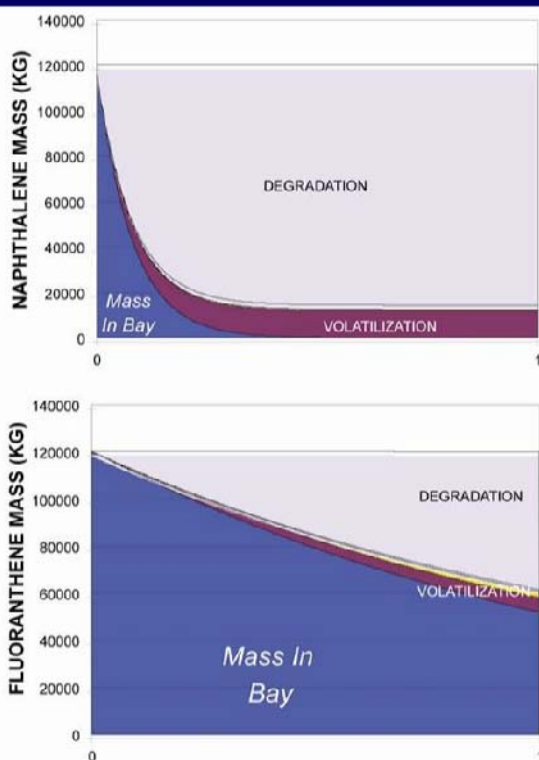 NAPHTHALENE MASS (KG)
140000
120000
100000
80000
60000
40000
20000
0
DEGRADATION
Mass
In Bay
VOLATILIZATION
0
1
FLUORANTHENE MASS (KG)
140000
120000
100000
80000
60000
40000
20000
0
DEGRADATION
VOLATILIZATION
Mass In
Bay
0